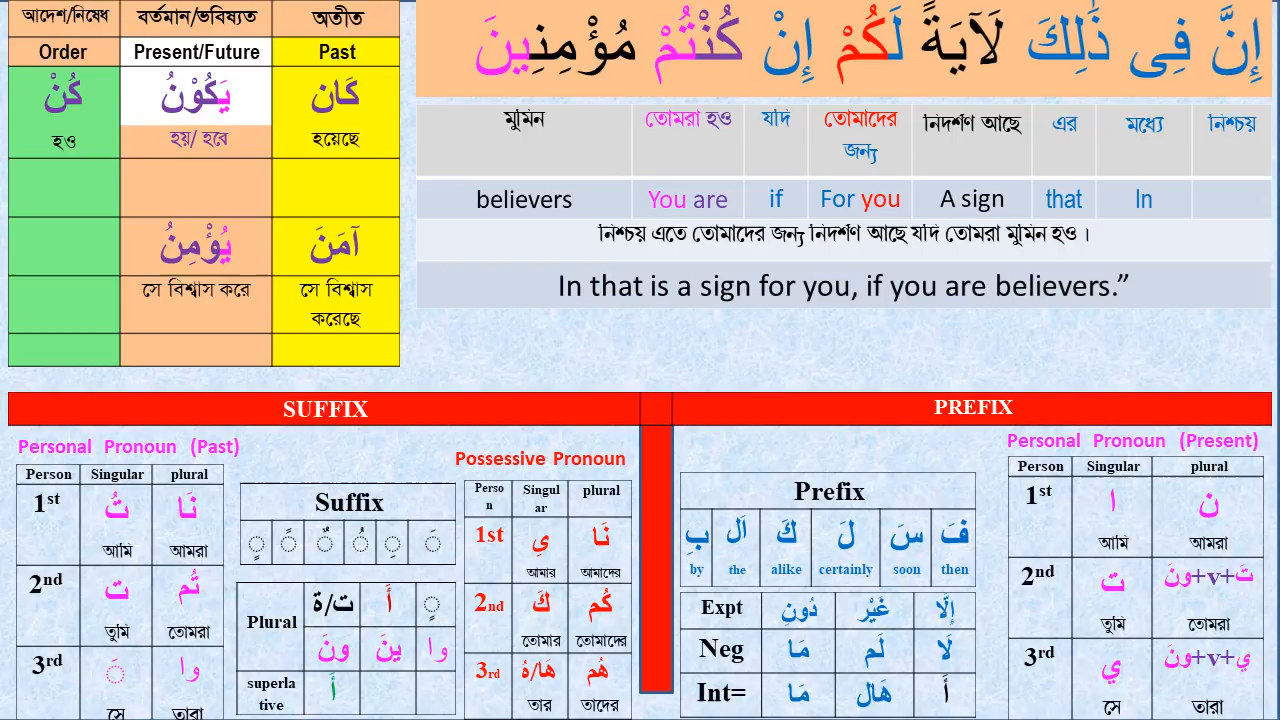 আদেশ/নিষেধ বর্তমান/ভবিষ্যত অতীত
Order Present/Future Past
كُنْ يَكُوْنُ كَان
হও হয়/ হবে হয়েছে
يُؤْمِنُ آمَنَ
সে বিশ্বাস করে সে বিশ্বাস করেছে
إِنَّ فِى ذَٰلِكَ لَآيَةً لَكُمْ إِنْ كُنْتُمْ مُؤْمِنِينَ
মুমিন তোমরা হও যদি তোমাদের জন্য নিদর্শণ আছে এর মধ্যে নিশ্চয়
believers You are if For you A sign that In
নিশ্চয় এতে তোমাদের জন্য নিদর্শণ আছে যদি তোমরা মুমিন হও।
In that is a sign for you, if you are believers.”
SUFFIX PREFIX
Personal Pronoun (Past)
Person Singular plural
1st تُ نَا
আমি আমরা
2nd ت تُم
তুমি তোমরা
3rd َ وا
সে তারা
Suffix
ٍ ً ٌ ُ ِ َ
Plural ت/ة أَ ٍ
ونَ ينَ وا
superlative أَ
Possessive Pronoun
Person Singular plural
1st يِ نَا
আমার আমাদের
2nd كَ كُم
তোমার তোমাদের
3rd هَا/هُ هُم
তার তাদের
Prefix
بِ اَل كَ لَ سَ فَ
by the alike certainly soon then
Expt دُونِ غَيْر إِلَّا
Neg مَا لَم لَا
Int= مَا هَال أَ
Personal Pronoun (Present)
Person Singular plural
1st ا ن
আমি আমরা
2nd ت تَ+v+ونَ
তুমি তোমরা
3rd ي ي+v+ونَ
সে তারা